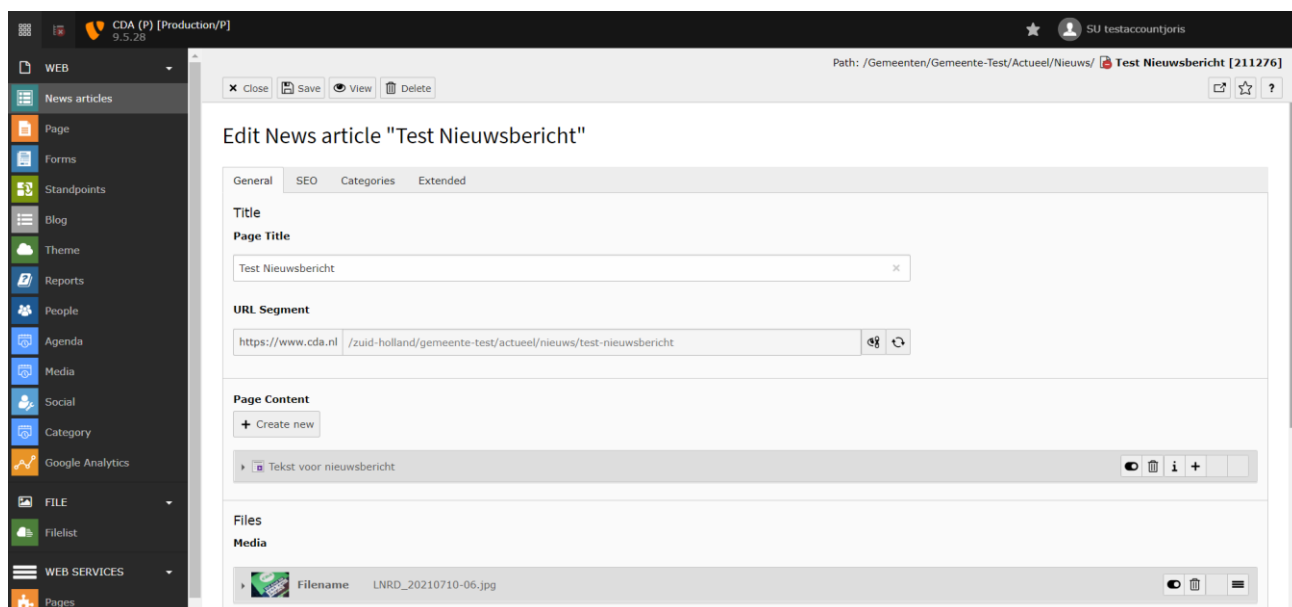 CDA (P) [Production/P]
9.5.28
SU testaccountjoris
WEB
News articles
Page
Forms
Standpoints
Blog
Theme
Reports
People
Agenda
Media
Social
Category
Google Analytics
FILE
Filelist
WEB SERVICES
Pages
Path: /Gemeenten/Gemeente-Test/Actueel/Nieuws/ Test Nieuwsbericht [211276]
Close Save View Delete ?
Edit News article "Test Nieuwsbericht"
General SEO Categories Extended
Title
Page Title
Test Nieuwsbericht
URL Segment
https://www.cda.nl /zuid-holland/gemeente-test/actueel/nieuws/test-nieuwsbericht
Page Content
+ Create new
Tekst voor nieuwsbericht
Files
Media
Filename LNRD_20210710-06.jpg